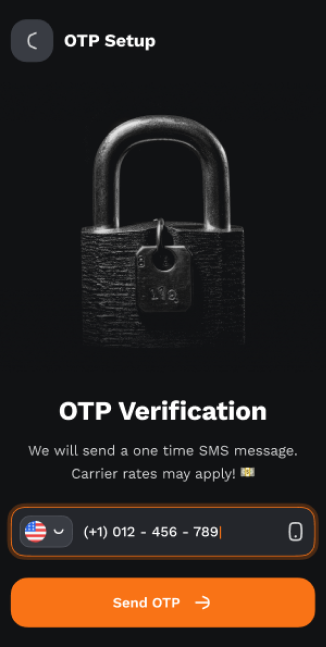 OTP Setup
OTP Verification
We will send a one time SMS message.
Carrier rates may apply! 💵
(+1) 012 - 456 - 789
Send OTP →